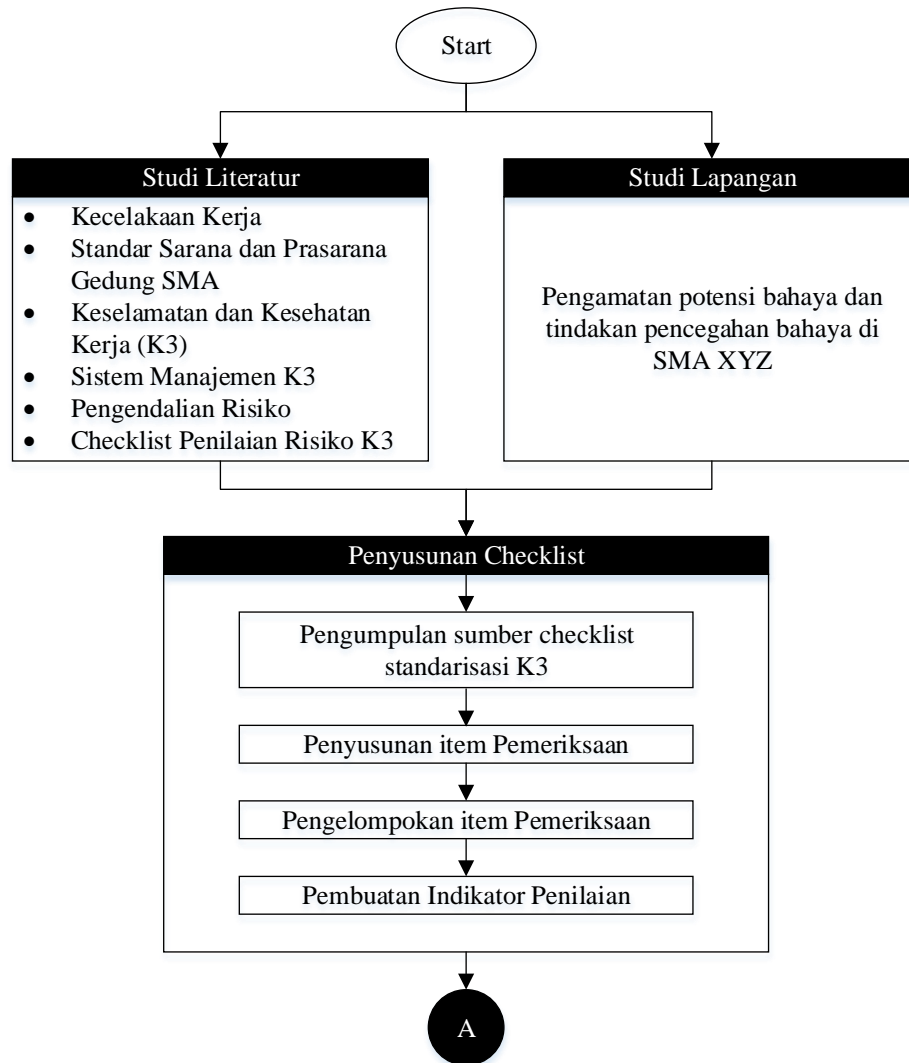 Start
Studi Literatur
• Kecelakaan Kerja
• Standar Sarana dan Prasarana
Gedung SMA
• Keselamatan dan Kesehatan
Kerja (K3)
• Sistem Manajemen K3
• Pengendalian Risiko
• Checklist Penilaian Risiko K3
Studi Lapangan
Pengamatan potensi bahaya dan
tindakan pencegahan bahaya di
SMA XYZ
Penyusunan Checklist
Pengumpulan sumber checklist
standarisasi K3
Penyusunan item Pemeriksaan
Pengelompokan item Pemeriksaan
Pembuatan Indikator Penilaian
A